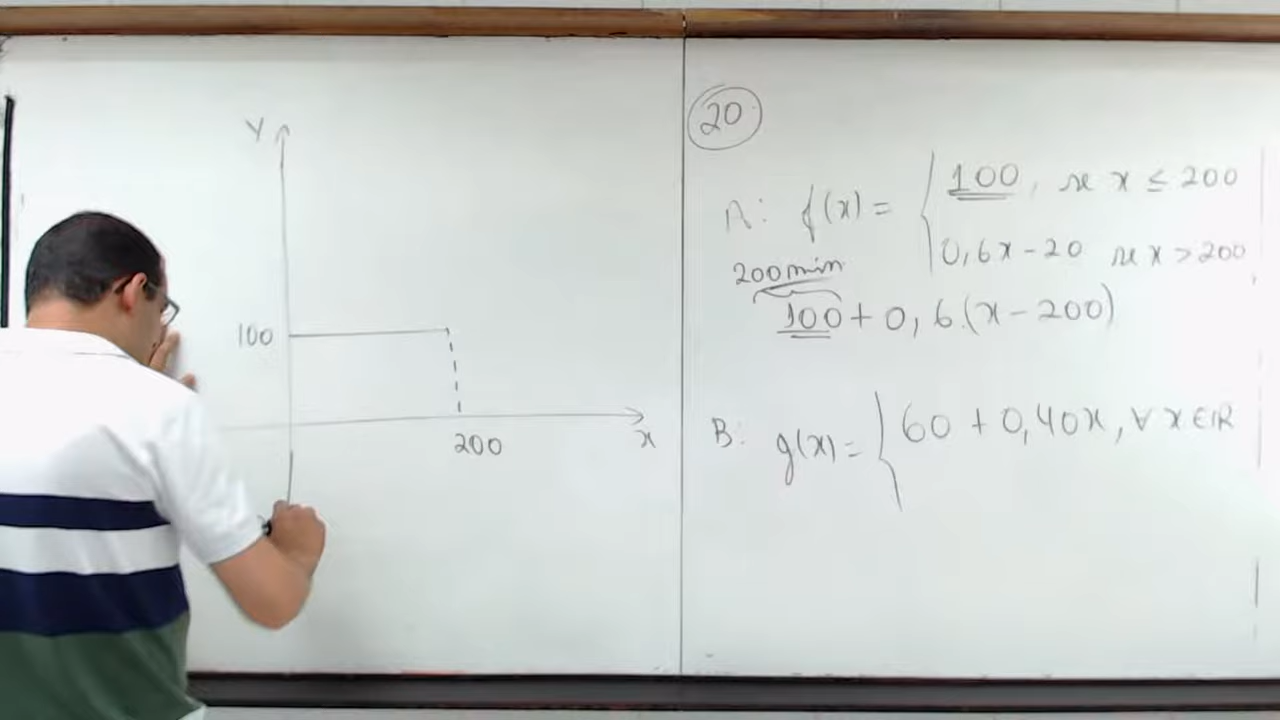 Y
100
200
x
20
A: f(x) = { 100, se x ≤ 200
0,6x - 20 se x > 200
200min
100 + 0,6.(x - 200)
B: g(x) = { 60 + 0,40x, ∀ x ∈ IR